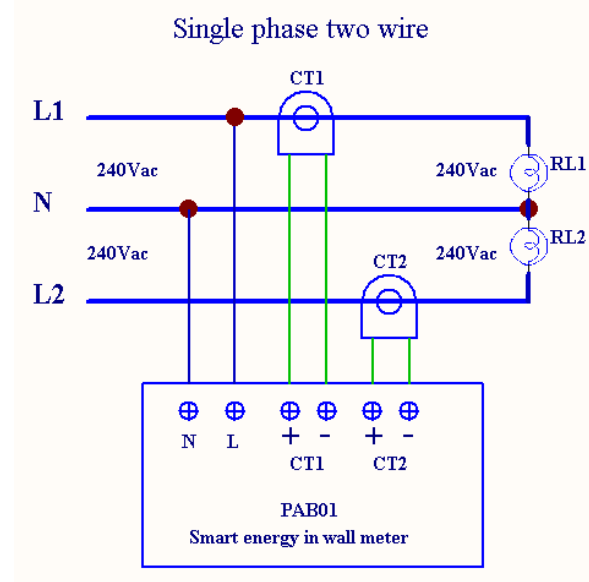 Single phase two wire
CT1
L1
240Vac
240Vac
RL1
N
240Vac
240Vac
RL2
CT2
L2
N
L
+
-
+
-
CT1
CT2
PAB01
Smart energy in wall meter